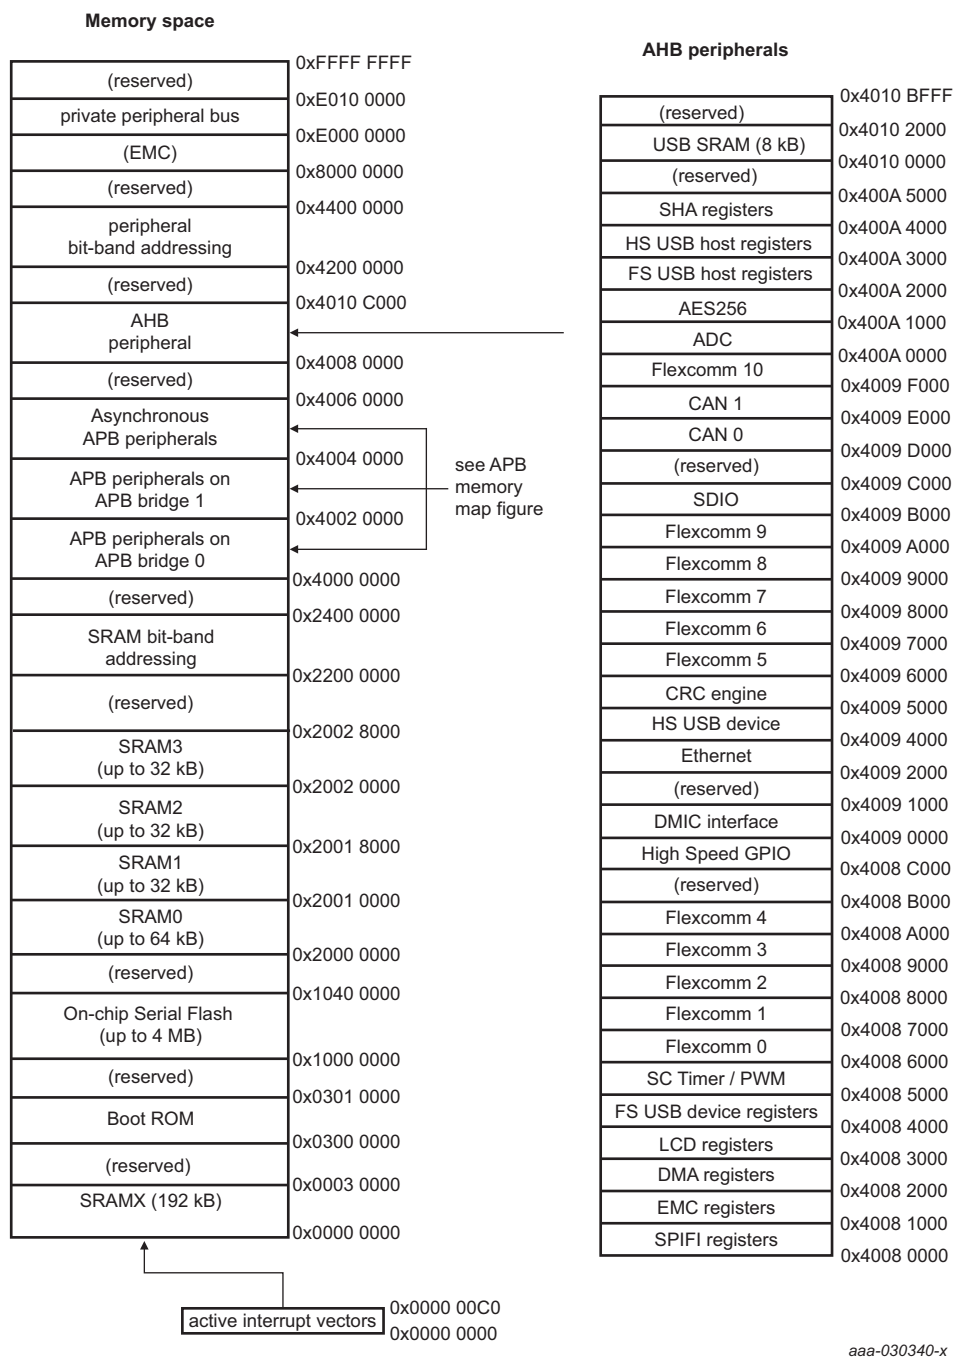 Memory space
0xFFFF FFFF
(reserved)
0xE010 0000
private peripheral bus
0xE000 0000
(EMC)
0x8000 0000
(reserved)
0x4400 0000
peripheral
bit-band addressing
0x4200 0000
(reserved)
0x4010 C000
AHB
peripheral
0x4008 0000
(reserved)
0x4006 0000
Asynchronous
APB peripherals
0x4004 0000
APB peripherals on
APB bridge 1
0x4002 0000
APB peripherals on
APB bridge 0
0x4000 0000
(reserved)
0x2400 0000
SRAM bit-band
addressing
0x2200 0000
(reserved)
0x2002 8000
SRAM3
(up to 32 kB)
0x2002 0000
SRAM2
(up to 32 kB)
0x2001 8000
SRAM1
(up to 32 kB)
0x2001 0000
SRAM0
(up to 64 kB)
0x2000 0000
(reserved)
0x1040 0000
On-chip Serial Flash
(up to 4 MB)
0x1000 0000
(reserved)
0x0301 0000
Boot ROM
0x0300 0000
(reserved)
0x0003 0000
SRAMX (192 kB)
0x0000 0000
active interrupt vectors
0x0000 00C0
0x0000 0000
see APB
memory
map figure
AHB peripherals
0x4010 BFFF
(reserved)
0x4010 2000
USB SRAM (8 kB)
0x4010 0000
(reserved)
0x400A 5000
SHA registers
0x400A 4000
HS USB host registers
0x400A 3000
FS USB host registers
0x400A 2000
AES256
0x400A 1000
ADC
0x400A 0000
Flexcomm 10
0x4009 F000
CAN 1
0x4009 E000
CAN 0
0x4009 D000
(reserved)
0x4009 C000
SDIO
0x4009 B000
Flexcomm 9
0x4009 A000
Flexcomm 8
0x4009 9000
Flexcomm 7
0x4009 8000
Flexcomm 6
0x4009 7000
Flexcomm 5
0x4009 6000
CRC engine
0x4009 5000
HS USB device
0x4009 4000
Ethernet
0x4009 2000
(reserved)
0x4009 1000
DMIC interface
0x4009 0000
High Speed GPIO
0x4008 C000
(reserved)
0x4008 B000
Flexcomm 4
0x4008 A000
Flexcomm 3
0x4008 9000
Flexcomm 2
0x4008 8000
Flexcomm 1
0x4008 7000
Flexcomm 0
0x4008 6000
SC Timer / PWM
0x4008 5000
FS USB device registers
0x4008 4000
LCD registers
0x4008 3000
DMA registers
0x4008 2000
EMC registers
0x4008 1000
SPIFI registers
0x4008 0000
aaa-030340-x